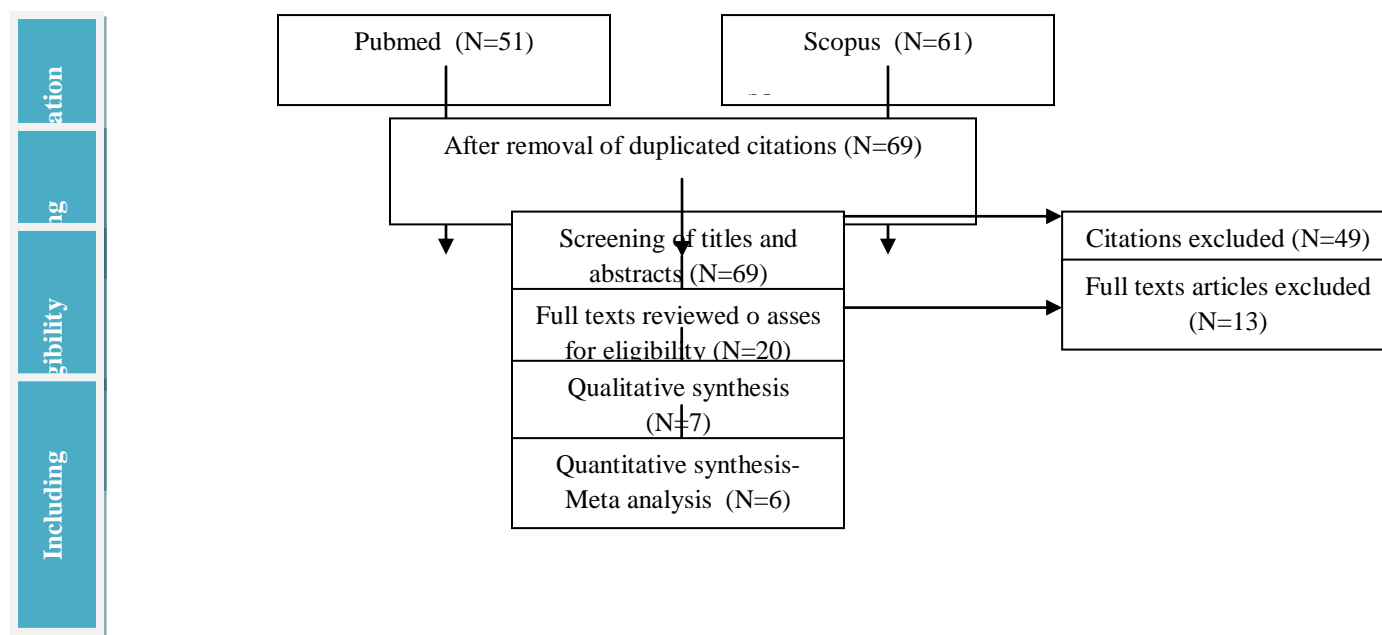 Pubmed (N=51)
Scopus (N=61)
After removal of duplicated citations (N=69)
Screening of titles and
abstracts (N=69)
Citations excluded (N=49)
Full texts reviewed o asses
for eligibility (N=20)
Full texts articles excluded
(N=13)
Qualitative synthesis
(N=7)
Quantitative synthesis-
Meta analysis (N=6)
ation
ng
gibility
Including